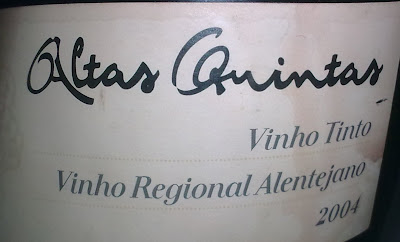 Altas Quintas
Vinho Tinto
Vinho Regional Alentejano
2004